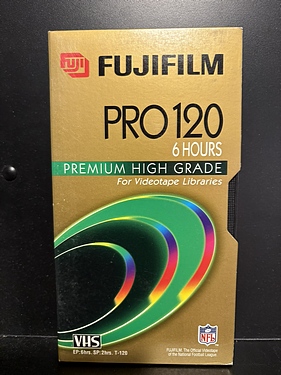 FUJI FUJIFILM
PRO 120
6 HOURS
PREMIUM HIGH GRADE
For Videotape Libraries
VHS
EP:6hrs. SP:2hrs. T-120
NFL
FUJIFILM, The Official Videotape
of the National Football League.